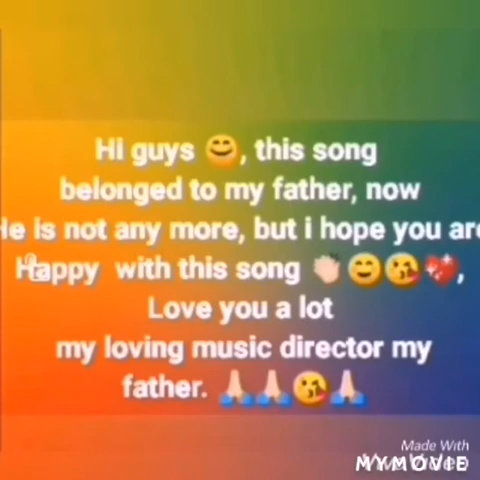 Hi guys 😊, this song
belonged to my father, now
He is not any more, but i hope you are
Happy with this song 👏🏻😊😘💖,
Love you a lot
my loving music director my
father. 🙏🏻🙏🏻😘🙏🏻
Made With
MYMOVIE